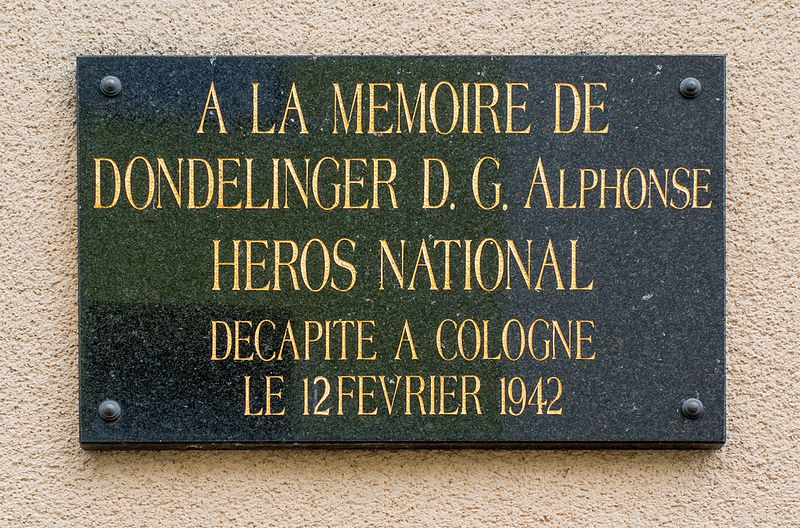 A LA MEMOIRE DE
DONDELINGER D. G. ALPHONSE
HEROS NATIONAL
DECAPITE A COLOGNE
LE 12 FEVRIER 1942